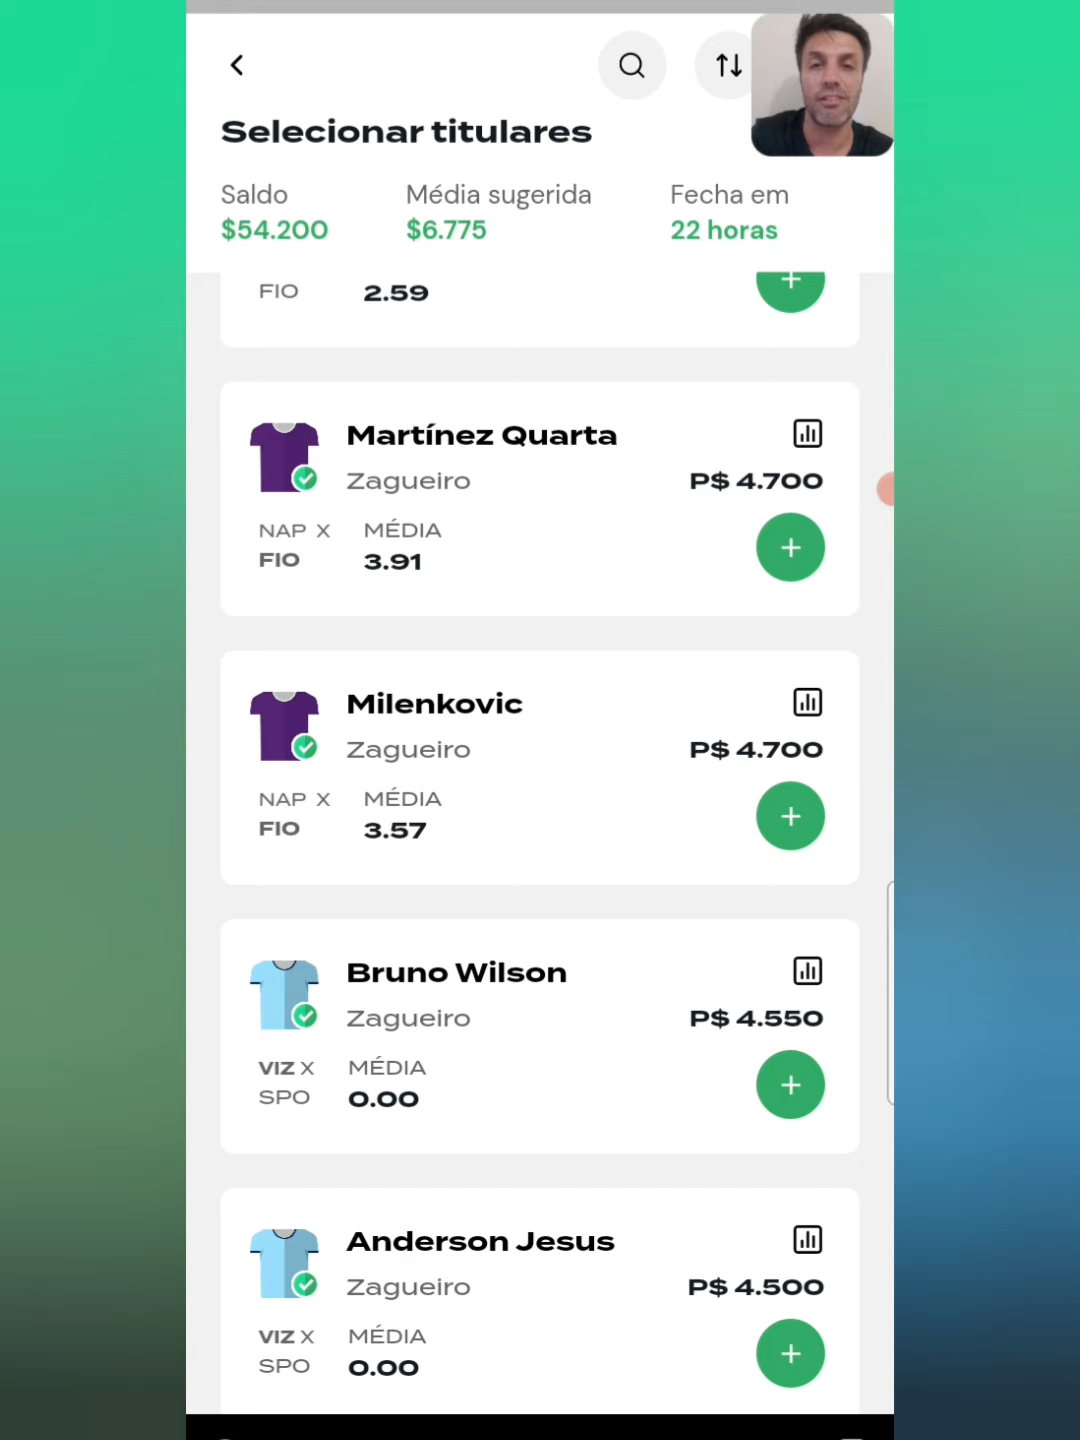 Selecionar titulares
Saldo
Média sugerida
Fecha em
$54.200
$6.775
22 horas
FIO
2.59
Martínez Quarta
Zagueiro
P$ 4.700
NAP X
MÉDIA
FIO
3.91
Milenkovic
Zagueiro
P$ 4.700
NAP X
MÉDIA
FIO
3.57
Bruno Wilson
Zagueiro
P$ 4.550
VIZ X
MÉDIA
SPO
0.00
Anderson Jesus
Zagueiro
P$ 4.500
VIZ X
MÉDIA
SPO
0.00